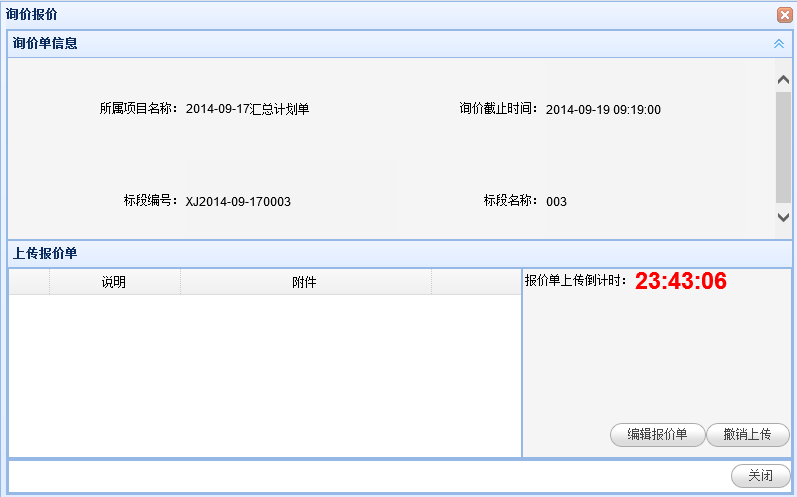 询价报价
询价单信息
所属项目名称： 2014-09-17汇总计划单 询价截止时间： 2014-09-19 09:19:00
标段编号： XJ2014-09-170003 标段名称： 003
上传报价单
说明 附件
报价单上传倒计时： 23:43:06
编辑报价单 撤销上传
关闭